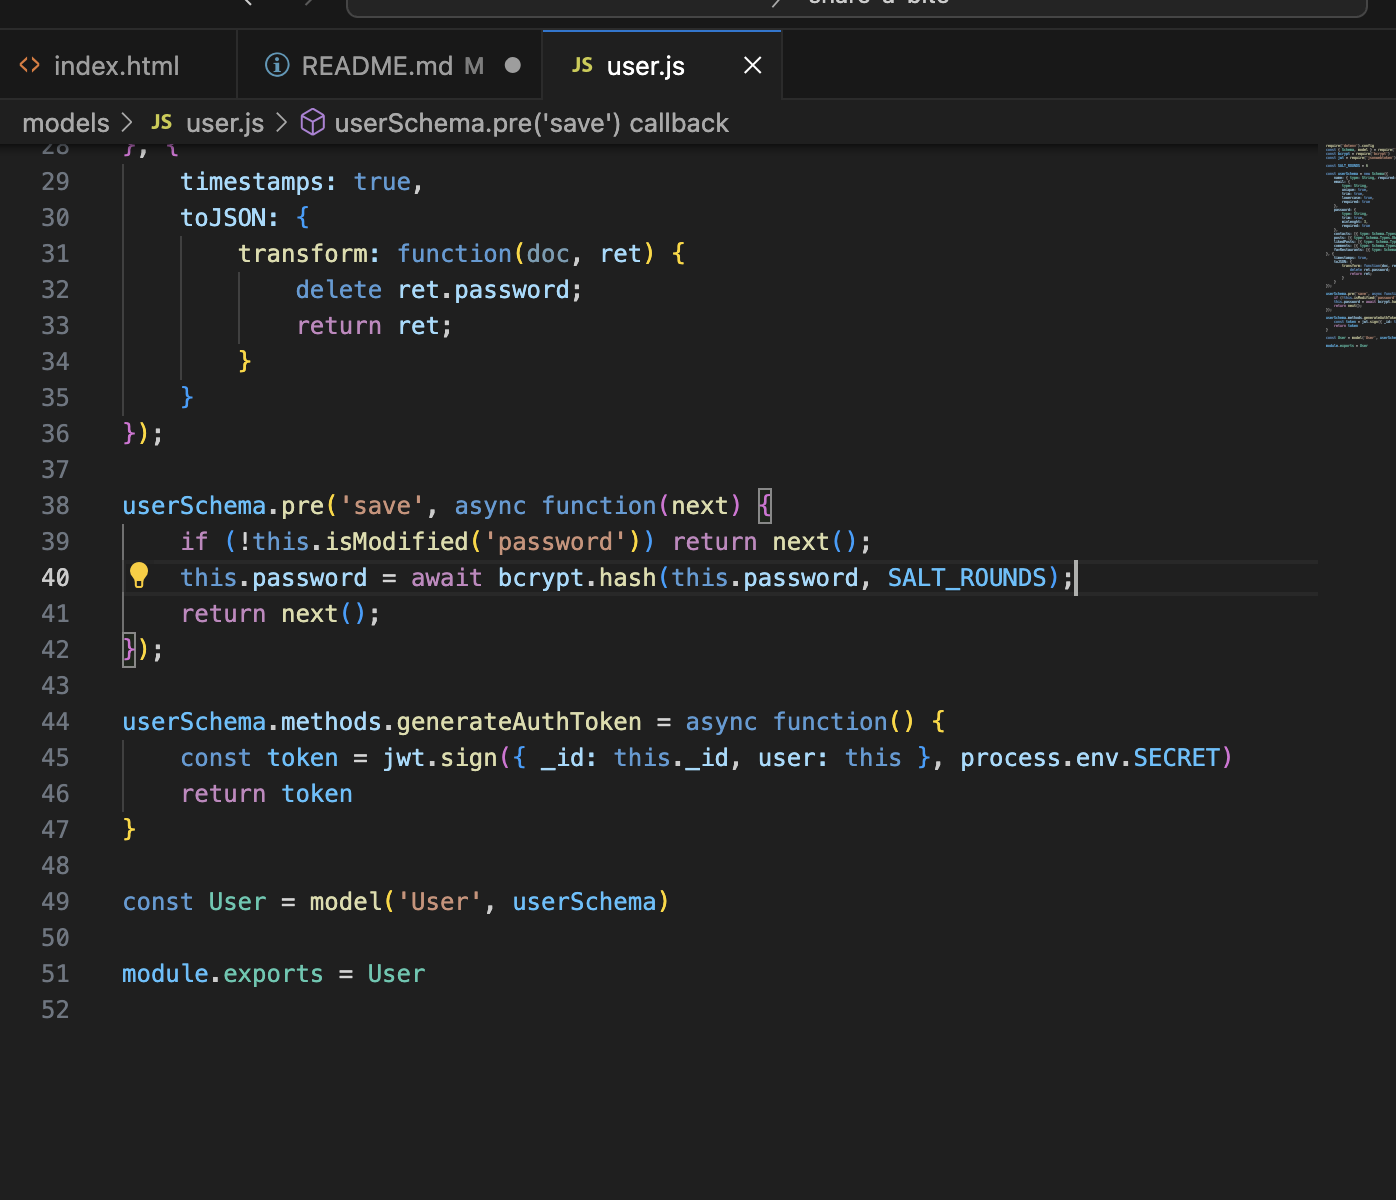 share-a-bite
index.html
README.md M
JS user.js
models > JS user.js > userSchema.pre('save') callback
28 }, {
29 timestamps: true,
30 toJSON: {
31 transform: function(doc, ret) {
32 delete ret.password;
33 return ret;
34 }
35 }
36 });
37
38 userSchema.pre('save', async function(next) {
39 if (!this.isModified('password')) return next();
40 this.password = await bcrypt.hash(this.password, SALT_ROUNDS);
41 return next();
42 });
43
44 userSchema.methods.generateAuthToken = async function() {
45 const token = jwt.sign({ _id: this._id, user: this }, process.env.SECRET)
46 return token
47 }
48
49 const User = model('User', userSchema)
50
51 module.exports = User
52